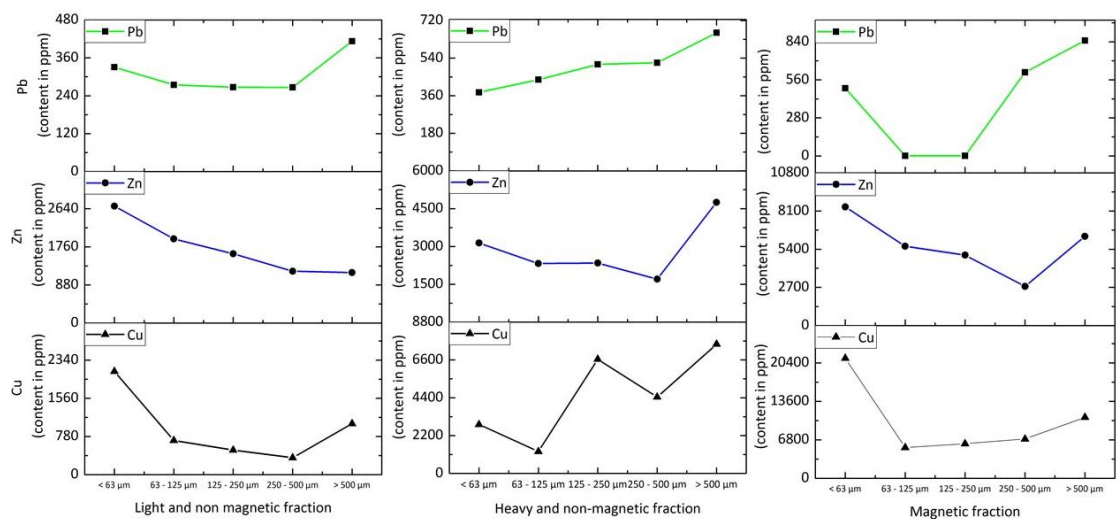 480
360
240
120
0
Pb
(content in ppm)
Pb
2640
1760
880
0
Zn
(content in ppm)
Zn
2340
1560
780
0
Cu
(content in ppm)
Cu
< 63 µm
63 - 125 µm
125 - 250 µm
250 - 500 µm
> 500 µm
Light and non magnetic fraction
720
540
360
180
6000
(content in ppm)
Pb
4500
3000
1500
8800
(content in ppm)
Zn
6600
4400
2200
0
(content in ppm)
Cu
< 63 µm
63 - 125 µm
125 - 250 µm
250 - 500 µm
> 500 µm
Heavy and non-magnetic fraction
840
560
280
0
10800
(content in ppm)
Pb
8100
5400
2700
0
(content in ppm)
Zn
20400
13600
6800
0
(content in ppm)
Cu
< 63 µm
63 - 125 µm
125 - 250 µm
250 - 500 µm
> 500 µm
Magnetic fraction